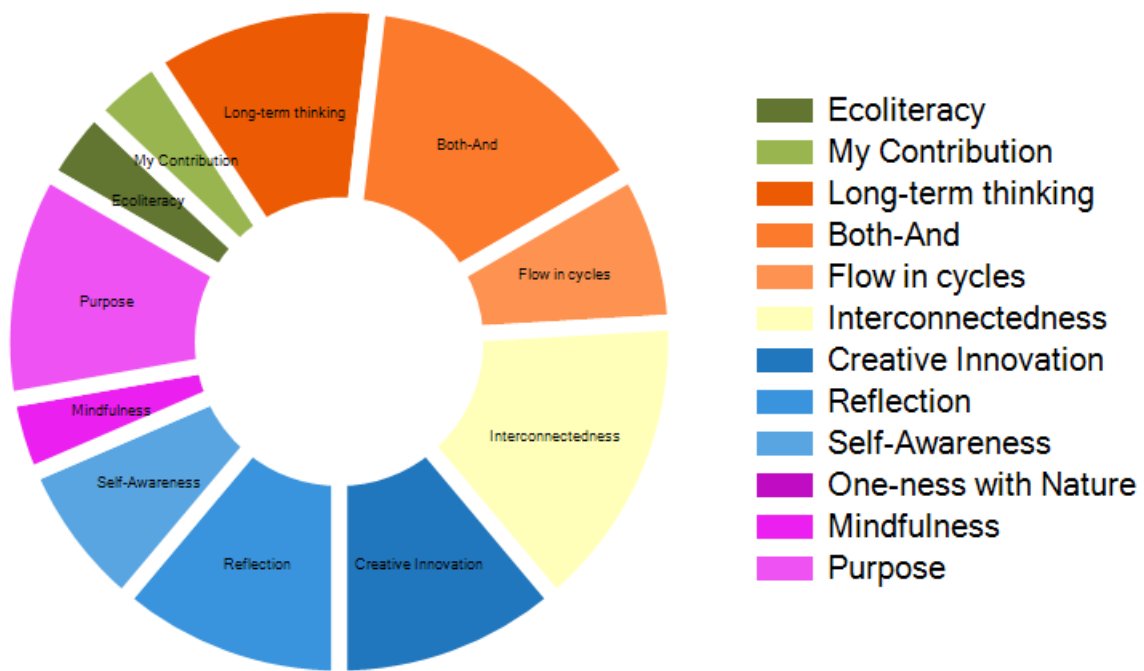 Long-term thinking
Both-And
My Contribution
Ecoliteracy
Flow in cycles
Purpose
Mindfulness
Interconnectedness
Self-Awareness
Reflection
Creative Innovation
Ecoliteracy
My Contribution
Long-term thinking
Both-And
Flow in cycles
Interconnectedness
Creative Innovation
Reflection
Self-Awareness
One-ness with Nature
Mindfulness
Purpose